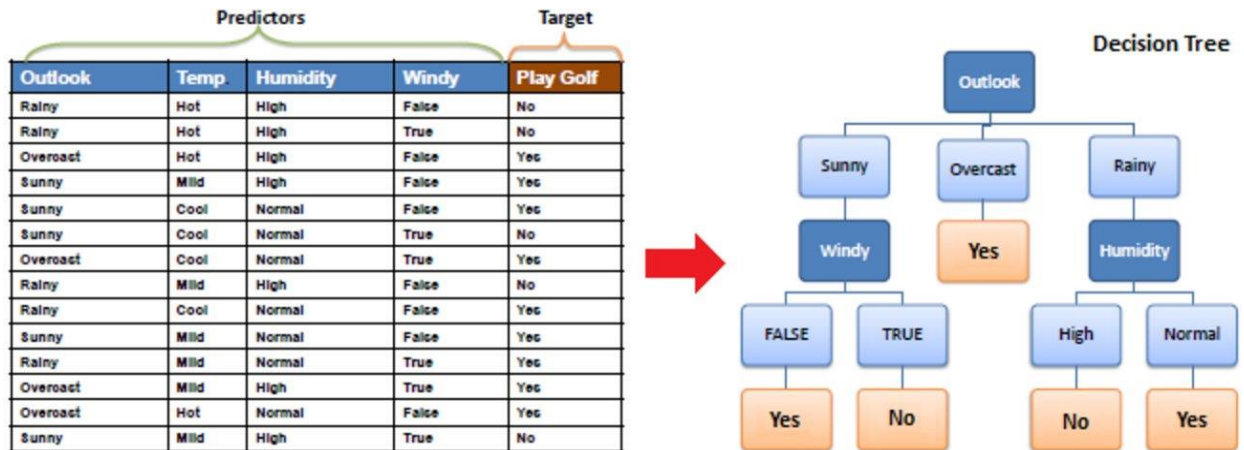 Predictors Target
Outlook Temp. Humidity Windy Play Golf
Rainy Hot High False No
Rainy Hot High True No
Overcast Hot High False Yes
Sunny Mild High False Yes
Sunny Cool Normal False Yes
Sunny Cool Normal True No
Overcast Cool Normal True Yes
Rainy Mild High False No
Rainy Cool Normal False Yes
Sunny Mild Normal False Yes
Rainy Mild Normal True Yes
Overcast Mild High True Yes
Overcast Hot Normal False Yes
Sunny Mild High True No
Decision Tree
Outlook
Sunny Overcast Rainy
Windy Yes Humidity
FALSE TRUE High Normal
Yes No No Yes